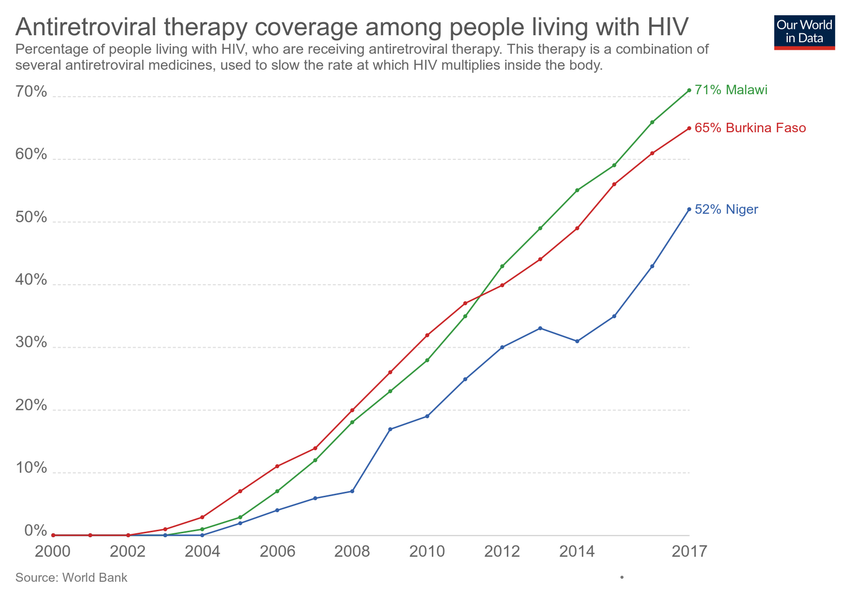 Antiretroviral therapy coverage among people living with HIV
Our World
in Data
Percentage of people living with HIV, who are receiving antiretroviral therapy. This therapy is a combination of
several antiretroviral medicines, used to slow the rate at which HIV multiplies inside the body.
70%
60%
50%
40%
30%
20%
10%
0%
71% Malawi
65% Burkina Faso
52% Niger
2000 2002 2004 2006 2008 2010 2012 2014 2017
Source: World Bank